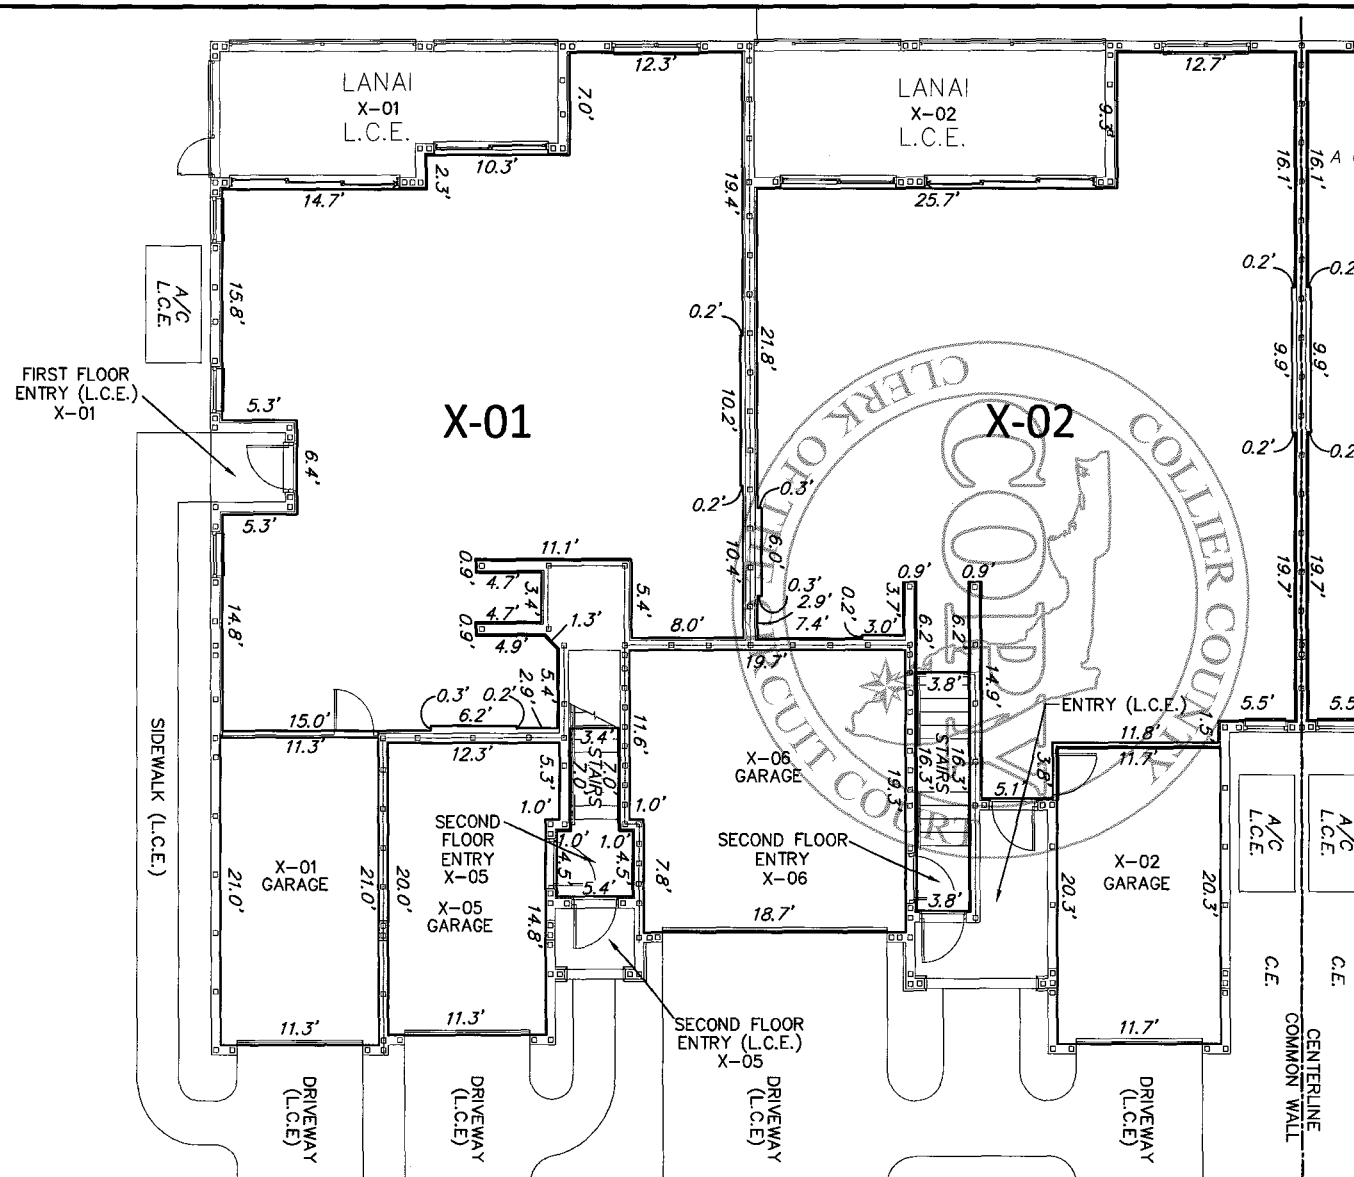 12.3'
12.7'
LANAI
X-01
L.C.E.
LANAI
X-02
L.C.E.
7.0'
9.3'
10.3'
2.3'
14.7'
25.7'
19.4'
16.1'
16.1'
A
A/C
L.C.E.
15.8'
0.2'
0.2'
0.2'
21.8'
9.9'
9.9'
10.2'
FIRST FLOOR
ENTRY (L.C.E.)
X-01
5.3'
6.4'
5.3'
X-01
X-02
0.2'
0.2'
0.2'
0.3'
6.0'
10.4'
0.3'
2.9'
7.4'
0.2'
3.0'
3.7'
0.9'
0.9'
6.2'
6.2'
11.1'
0.9'
4.7'
3.4'
4.7'
0.9'
4.9'
1.3'
5.4'
8.0'
19.7'
19.7'
19.7'
14.8'
5.4'
2.9'
0.3'
0.2'
6.2'
15.0'
11.3'
12.3'
5.3'
3.4'
STAIRS
7.0'
7.0'
11.6'
1.0'
1.0'
1.0'
1.0'
4.5'
4.5'
5.4'
7.8'
X-06
GARAGE
19.3'
3.8'
STAIRS
16.3'
16.3'
3.8'
14.9'
ENTRY (L.C.E.)
5.1'
3.8'
11.8'
11.7'
1.5'
5.5'
5.5
SIDEWALK (L.C.E.)
X-01
GARAGE
21.0'
21.0'
20.0'
SECOND
FLOOR
ENTRY
X-05
X-05
GARAGE
14.8'
SECOND FLOOR
ENTRY
X-06
18.7'
X-02
GARAGE
20.3'
20.3'
A/C
L.C.E.
A/C
L.C.E.
C.E.
C.E.
11.3'
11.3'
11.7'
SECOND FLOOR
ENTRY (L.C.E.)
X-05
CENTERLINE
COMMON WALL
DRIVEWAY
(L.C.E)
DRIVEWAY
(L.C.E)
DRIVEWAY
(L.C.E)
DRIVEWAY
(L.C.E)
CLERK OF THE CIRCUIT COURT
COLLIER COUNTY
COPY